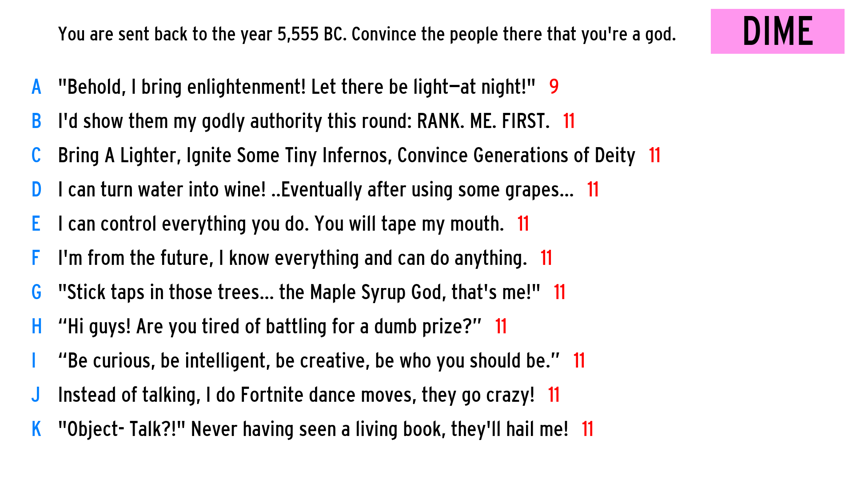 You are sent back to the year 5,555 BC. Convince the people there that you're a god.
DIME
A "Behold, I bring enlightenment! Let there be light—at night!" 9
B I'd show them my godly authority this round: RANK. ME. FIRST. 11
C Bring A Lighter, Ignite Some Tiny Infernos, Convince Generations of Deity 11
D I can turn water into wine! ..Eventually after using some grapes... 11
E I can control everything you do. You will tape my mouth. 11
F I'm from the future, I know everything and can do anything. 11
G "Stick taps in those trees... the Maple Syrup God, that's me!" 11
H “Hi guys! Are you tired of battling for a dumb prize?” 11
I “Be curious, be intelligent, be creative, be who you should be.” 11
J Instead of talking, I do Fortnite dance moves, they go crazy! 11
K "Object- Talk?!" Never having seen a living book, they'll hail me! 11